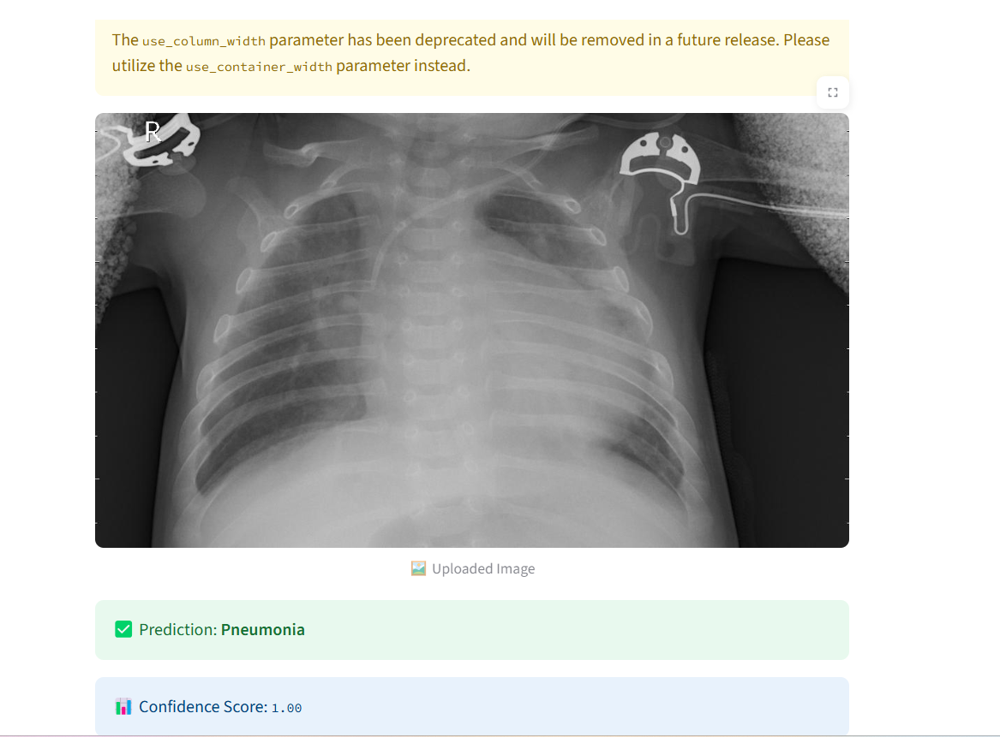 The use_column_width parameter has been deprecated and will be removed in a future release. Please
utilize the use_container_width parameter instead.
R
Uploaded Image
Prediction: Pneumonia
Confidence Score: 1.00